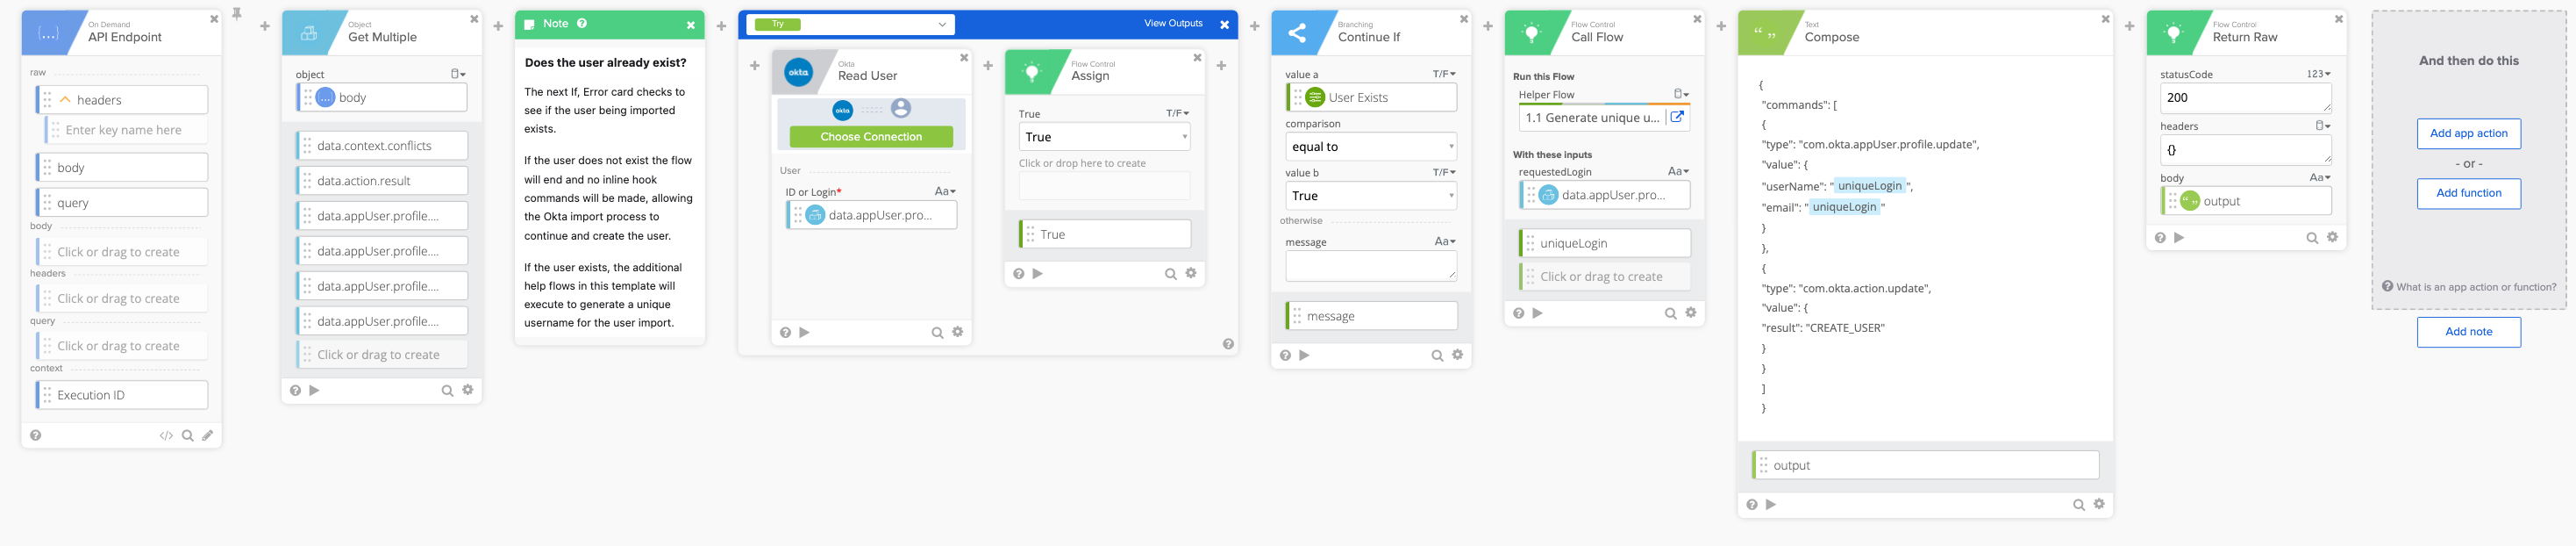 On Demand
API Endpoint
raw
headers
Enter key name here
body
query
body
Click or drag to create
headers
Click or drag to create
query
Click or drag to create
context
Execution ID
Object
Get Multiple
object
body
data.context.conflicts
data.action.result
data.appUser.profile....
data.appUser.profile....
data.appUser.profile....
data.appUser.profile....
Click or drag to create
Note
Does the user already exist?
The next If, Error card checks to
see if the user being imported
exists.
If the user does not exist the flow
will end and no inline hook
commands will be made, allowing
the Okta import process to
continue and create the user.
If the user exists, the additional
help flows in this template will
execute to generate a unique
username for the user import.
Try
View Outputs
okta
Okta
Read User
okta
Choose Connection
User
ID or Login*
Aa
data.appUser.pro...
Flow Control
Assign
True
T/F
True
Click or drop here to create
True
Branching
Continue If
value a
T/F
User Exists
comparison
equal to
value b
T/F
True
otherwise
message
Aa
message
Flow Control
Call Flow
Run this Flow
Helper Flow
1.1 Generate unique u...
With these inputs
requestedLogin
Aa
data.appUser.pro...
uniqueLogin
Click or drag to create
Text
Compose
{
"commands": [
{
"type": "com.okta.appUser.profile.update",
"value": {
"userName": " uniqueLogin ",
"email": " uniqueLogin "
}
},
{
"type": "com.okta.action.update",
"value": {
"result": "CREATE_USER"
}
}
]
}
output
Flow Control
Return Raw
statusCode
123
200
headers
{}
body
Aa
output
And then do this
Add app action
- or -
Add function
What is an app action or function?
Add note